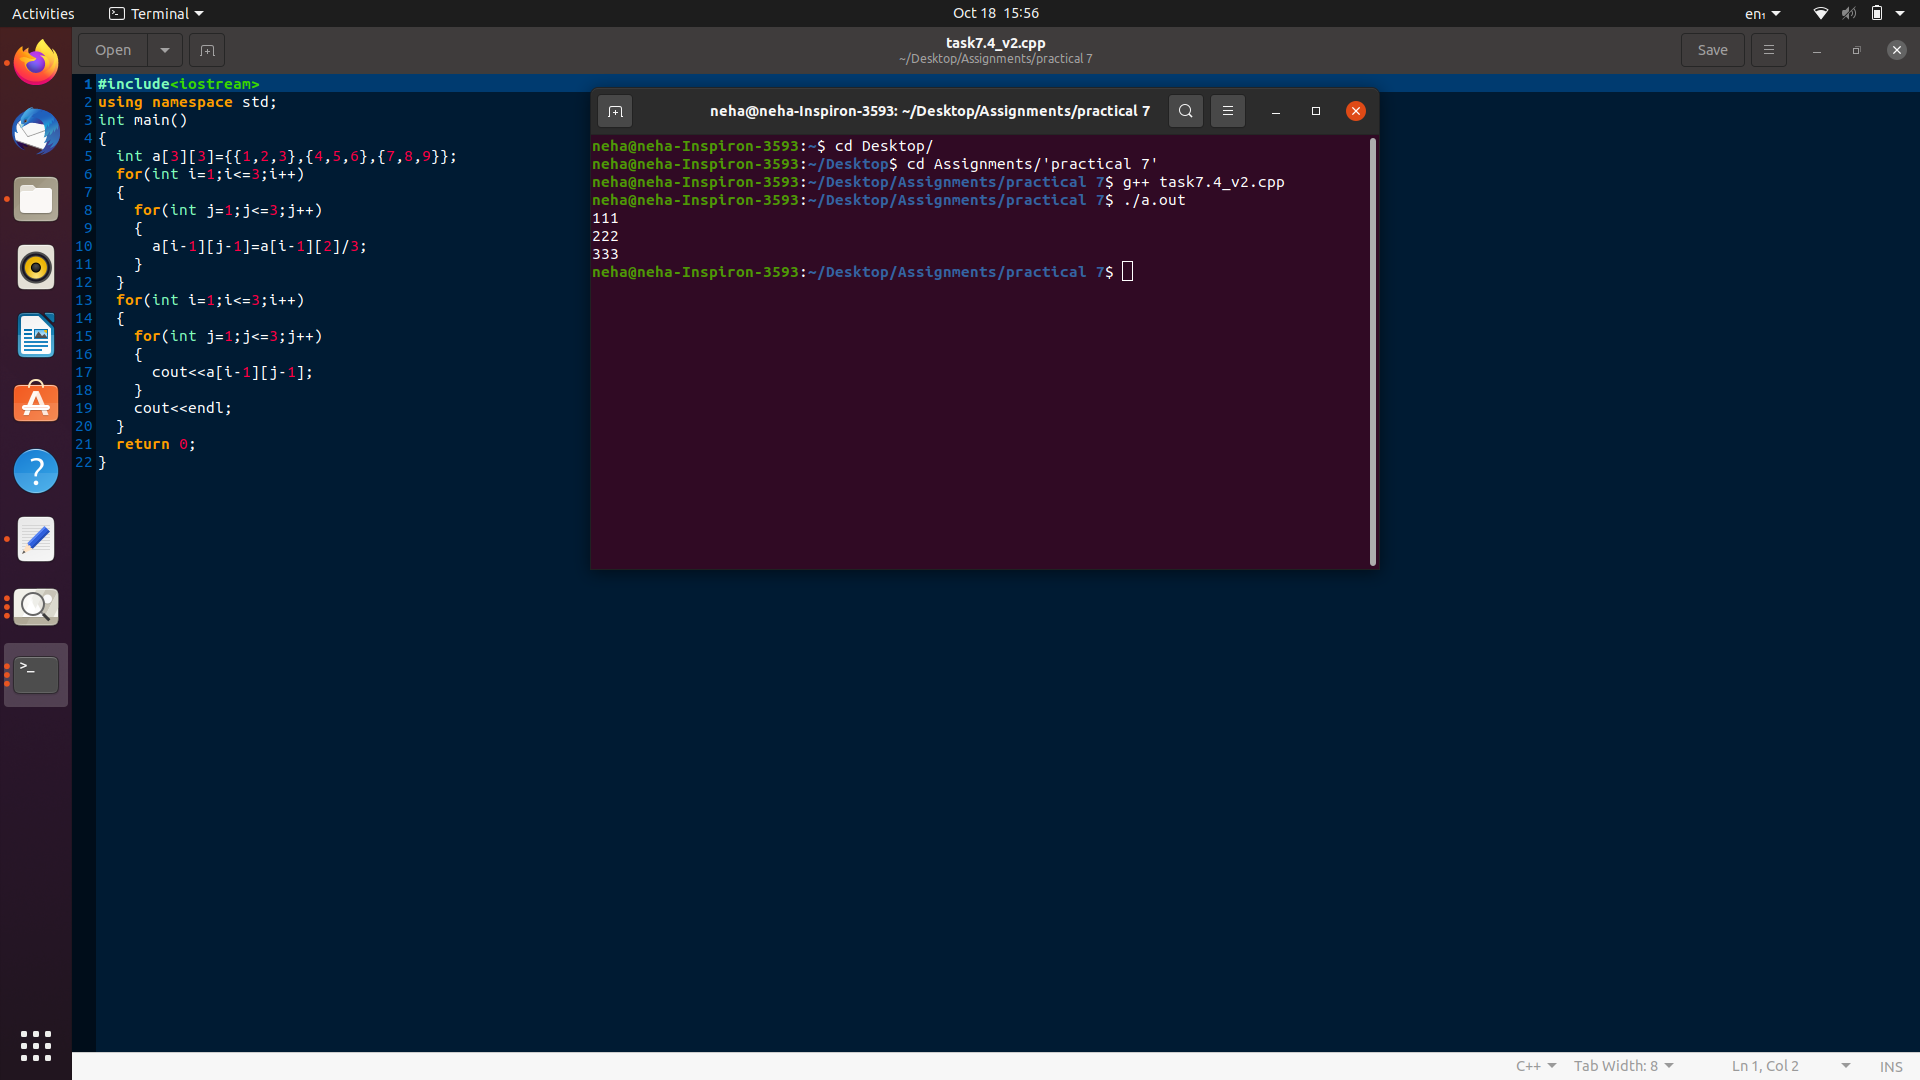 Activities
Terminal
Oct 18 15:56
en₁
Open
task7.4_v2.cpp
~/Desktop/Assignments/practical 7
Save
1 #include<iostream>
2 using namespace std;
3 int main()
4 {
5   int a[3][3]={{1,2,3},{4,5,6},{7,8,9}};
6   for(int i=1;i<=3;i++)
7   {
8     for(int j=1;j<=3;j++)
9     {
10       a[i-1][j-1]=a[i-1][2]/3;
11     }
12   }
13   for(int i=1;i<=3;i++)
14   {
15     for(int j=1;j<=3;j++)
16     {
17       cout<<a[i-1][j-1];
18     }
19     cout<<endl;
20   }
21   return 0;
22 }
neha@neha-Inspiron-3593: ~/Desktop/Assignments/practical 7
neha@neha-Inspiron-3593:~$ cd Desktop/
neha@neha-Inspiron-3593:~/Desktop$ cd Assignments/'practical 7'
neha@neha-Inspiron-3593:~/Desktop/Assignments/practical 7$ g++ task7.4_v2.cpp
neha@neha-Inspiron-3593:~/Desktop/Assignments/practical 7$ ./a.out
111
222
333
neha@neha-Inspiron-3593:~/Desktop/Assignments/practical 7$
C++
Tab Width: 8
Ln 1, Col 2
INS